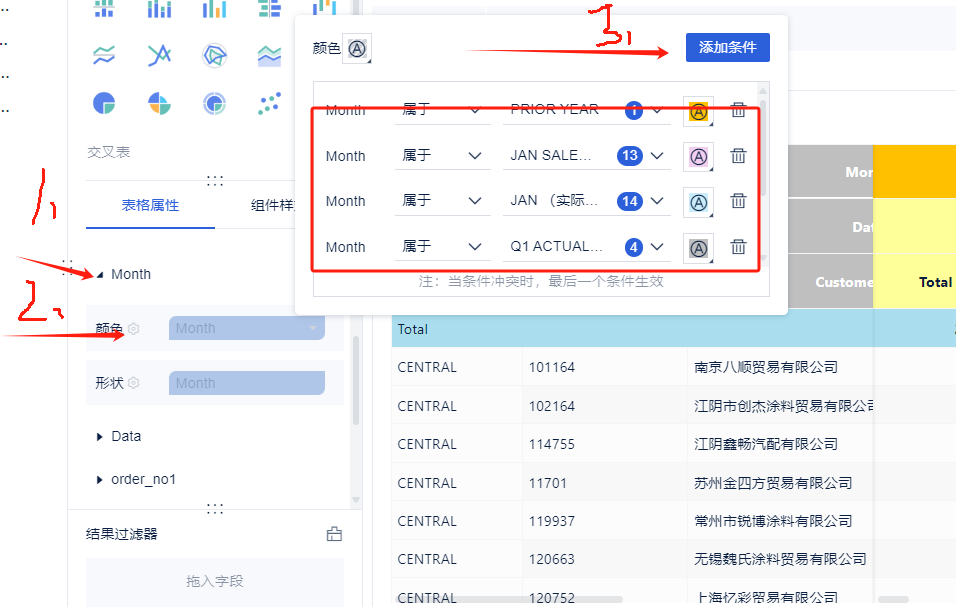 颜色
3、
添加条件
Month 属于 PRIOR YEAR 1
Month 属于 JAN SALE... 13
Month 属于 JAN （实际... 14
Month 属于 Q1 ACTUAL... 4
注：当条件冲突时，最后一个条件生效
交叉表
1、
表格属性
Month
2、
颜色 Month
形状 Month
Data
order_no1
结果过滤器
拖入字段
Total
Total
CENTRAL 101164 南京八顺贸易有限公司
CENTRAL 102164 江阴市创杰涂料贸易有限公司
CENTRAL 114755 江阴鑫畅汽配有限公司
CENTRAL 11701 苏州金四方贸易有限公司
CENTRAL 119937 常州市锐博涂料有限公司
CENTRAL 120663 无锡魏氏涂料贸易有限公司
CENTRAL 120752 上海忆彩贸易有限公司